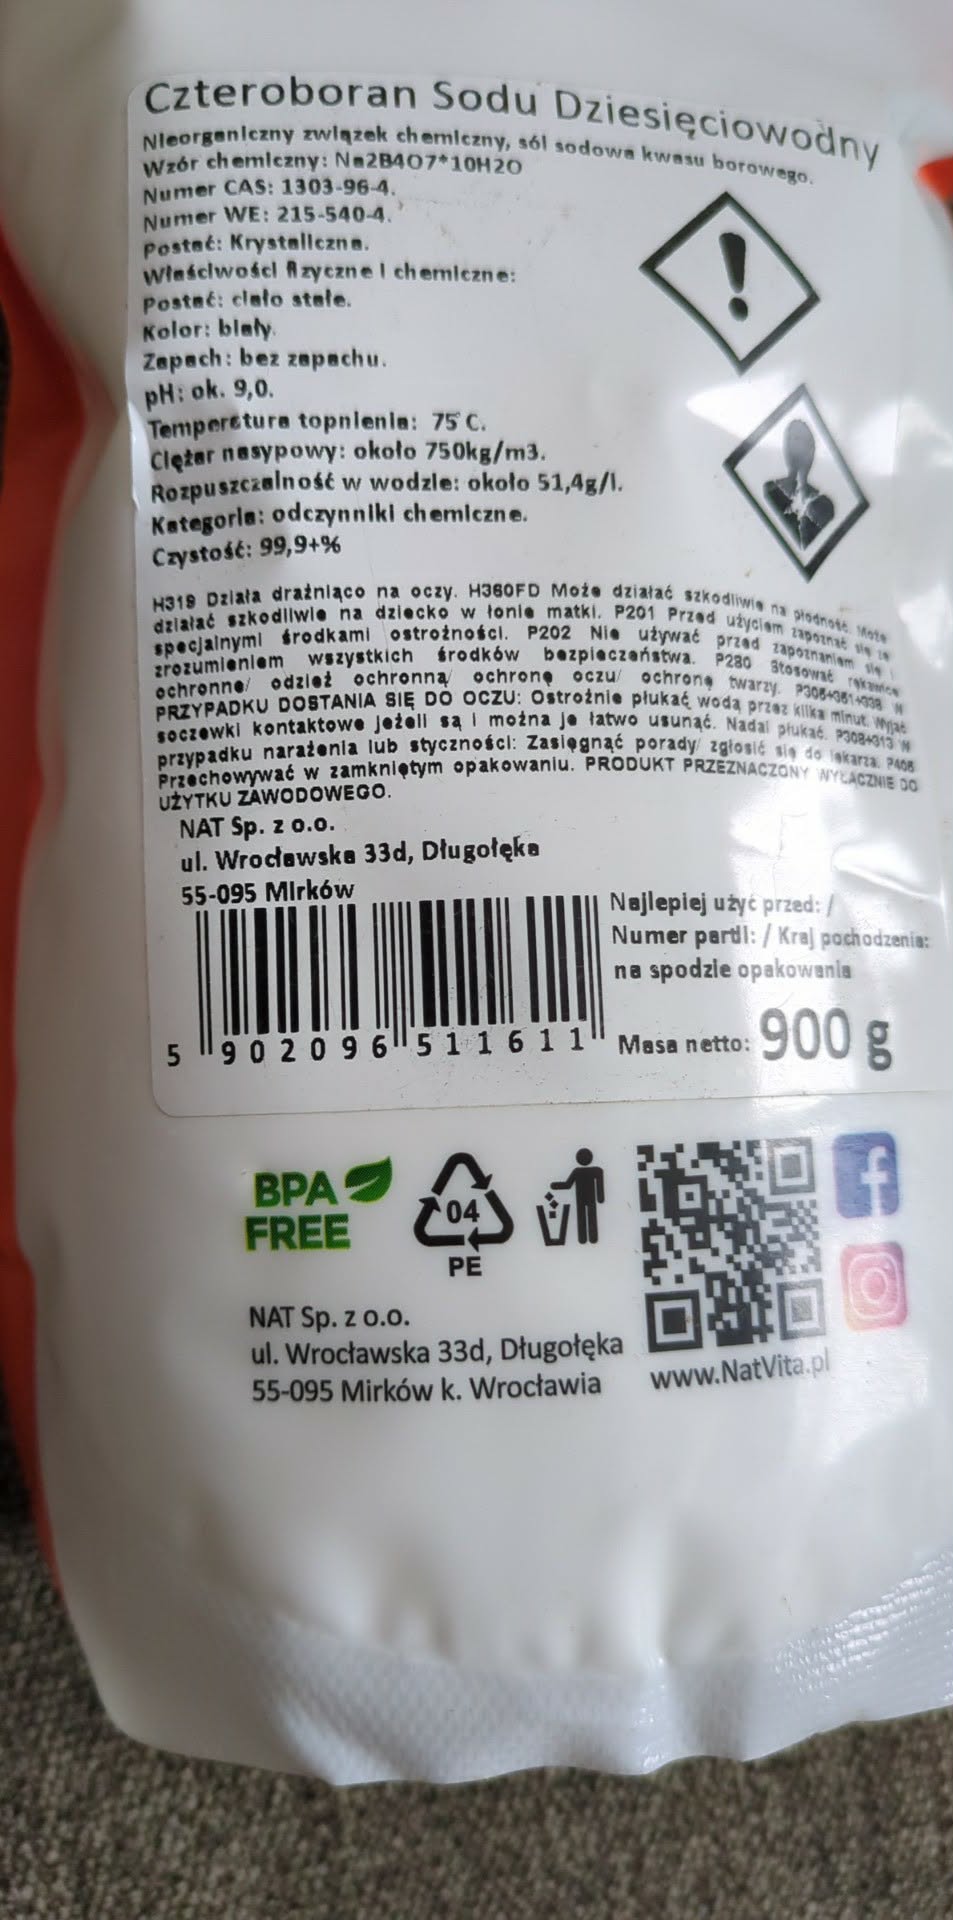 Czteroboran Sodu Dziesięciowodny
Nieorganiczny związek chemiczny, sól sodowa kwasu borowego.
Wzór chemiczny: Na2B4O7*10H2O
Numer CAS: 1303-96-4.
Numer WE: 215-540-4.
Postać: Krystaliczna.
Właściwości fizyczne i chemiczne:
Postać: ciało stałe.
Kolor: biały.
Zapach: bez zapachu.
pH: ok. 9,0.
Temperatura topnienia: 75°C.
Ciężar nasypowy: około 750kg/m3.
Rozpuszczalność w wodzie: około 51,4g/l.
Kategoria: odczynniki chemiczne.
Czystość: 99,9+%
H319 Działa drażniąco na oczy. H360FD Może działać szkodliwie na płodność. Może
działać szkodliwie na dziecko w łonie matki. P201 Przed użyciem zapoznać się ze
specjalnymi środkami ostrożności. P202 Nie używać przed zapoznaniem się i
zrozumieniem wszystkich środków bezpieczeństwa. P280 Stosować rękawice
ochronne/ odzież ochronną/ ochronę oczu/ ochronę twarzy. P305+351+338 W
PRZYPADKU DOSTANIA SIĘ DO OCZU: Ostrożnie płukać wodą przez kilka minut. Wyjąć
soczewki kontaktowe jeżeli są i można je łatwo usunąć. Nadal płukać. P308+313 W
przypadku narażenia lub styczności: Zasięgnąć porady/ zgłosić się do lekarza. P405
Przechowywać w zamkniętym opakowaniu. PRODUKT PRZEZNACZONY WYŁĄCZNIE DO
UŻYTKU ZAWODOWEGO.
NAT Sp. z o.o.
ul. Wrocławska 33d, Długołęka
55-095 Mirków
Najlepiej użyć przed: /
Numer partii: / Kraj pochodzenia:
na spodzie opakowania
5 902096 511611
Masa netto: 900 g
BPA
FREE
04
PE
NAT Sp. z o.o.
ul. Wrocławska 33d, Długołęka
55-095 Mirków k. Wrocławia
www.NatVita.pl